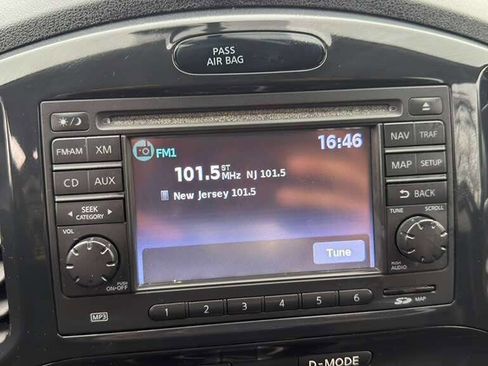 PASS
AIR BAG
FM1
16:46
101.5 ST
MHz NJ 101.5
New Jersey 101.5
Tune
FM·AM
XM
CD
AUX
SEEK
CATEGORY
VOL
PUSH
ON·OFF
MP3
NAV
TRAF
MAP
SETUP
BACK
TUNE
SCROLL
PUSH
AUDIO
1 2 3 4 5 6
SD MAP
D-MODE